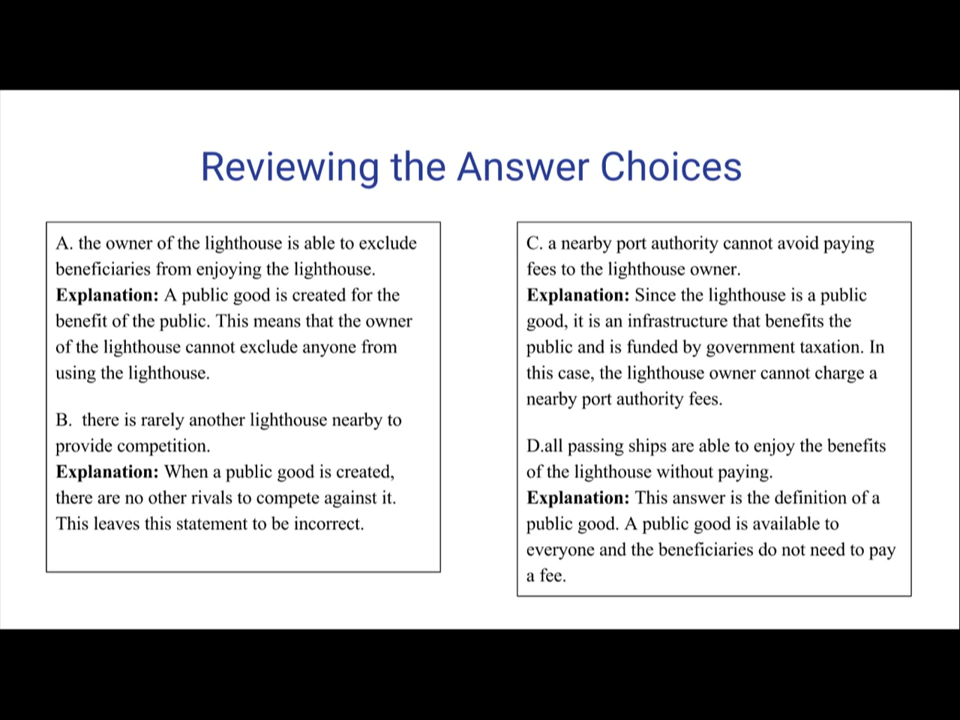 Reviewing the Answer Choices
A. the owner of the lighthouse is able to exclude
beneficiaries from enjoying the lighthouse.
Explanation: A public good is created for the
benefit of the public. This means that the owner
of the lighthouse cannot exclude anyone from
using the lighthouse.
B. there is rarely another lighthouse nearby to
provide competition.
Explanation: When a public good is created,
there are no other rivals to compete against it.
This leaves this statement to be incorrect.
C. a nearby port authority cannot avoid paying
fees to the lighthouse owner.
Explanation: Since the lighthouse is a public
good, it is an infrastructure that benefits the
public and is funded by government taxation. In
this case, the lighthouse owner cannot charge a
nearby port authority fees.
D.all passing ships are able to enjoy the benefits
of the lighthouse without paying.
Explanation: This answer is the definition of a
public good. A public good is available to
everyone and the beneficiaries do not need to pay
a fee.